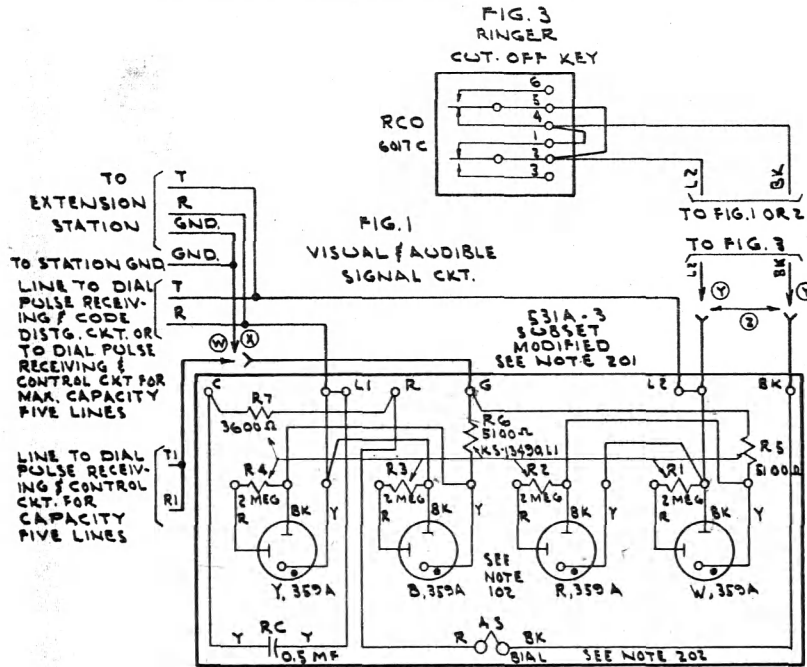 FIG. 3
RINGER
CUT-OFF KEY
RCO
6017C
6
5
4
1
2
3
L2
BK
TO FIG. 1 OR 2
TO FIG. 3
L2
BK
Y
Z
Y
TO
EXTENSION
STATION
T
R
GND.
GND.
TO STATION GND.
FIG. 1
VISUAL & AUDIBLE
SIGNAL CKT.
LINE TO DIAL
PULSE RECEIV-
ING & CODE
DISTG. CKT. OR
TO DIAL PULSE
RECEIVING &
CONTROL CKT FOR
MAX. CAPACITY
FIVE LINES
T
R
W
X
531A-3
SUBSET
MODIFIED
SEE NOTE 201
LINE TO DIAL
PULSE RECEIV-
ING & CONTROL
CKT. FOR
CAPACITY
FIVE LINES
T1
R1
C
L1
R
G
L2
BK
R7
3600Ω
R6
5100Ω
KS-13490,L1
R5
5100Ω
R4
2 MEG
R3
2 MEG
R2
2 MEG
R1
2 MEG
R
BK
Y
R
BK
Y
R
BK
Y
R
BK
Y
Y, 359A
B, 359A
SEE
NOTE
102
R, 359A
W, 359A
Y
RC
Y
0.5 MF
R
AS
BK
BIAL
SEE NOTE 202